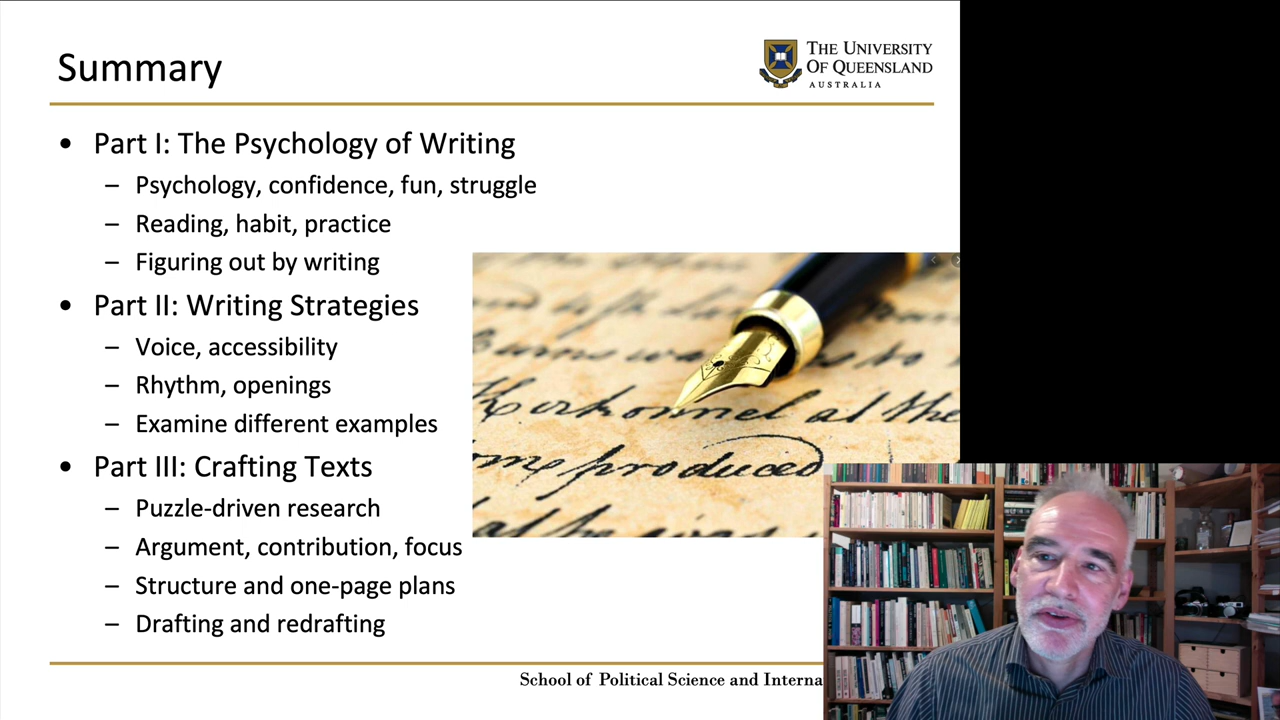 Summary
THE UNIVERSITY
OF QUEENSLAND
AUSTRALIA
• Part I: The Psychology of Writing
– Psychology, confidence, fun, struggle
– Reading, habit, practice
– Figuring out by writing
• Part II: Writing Strategies
– Voice, accessibility
– Rhythm, openings
– Examine different examples
• Part III: Crafting Texts
– Puzzle-driven research
– Argument, contribution, focus
– Structure and one-page plans
– Drafting and redrafting
at the
produced
School of Political Science and Interna